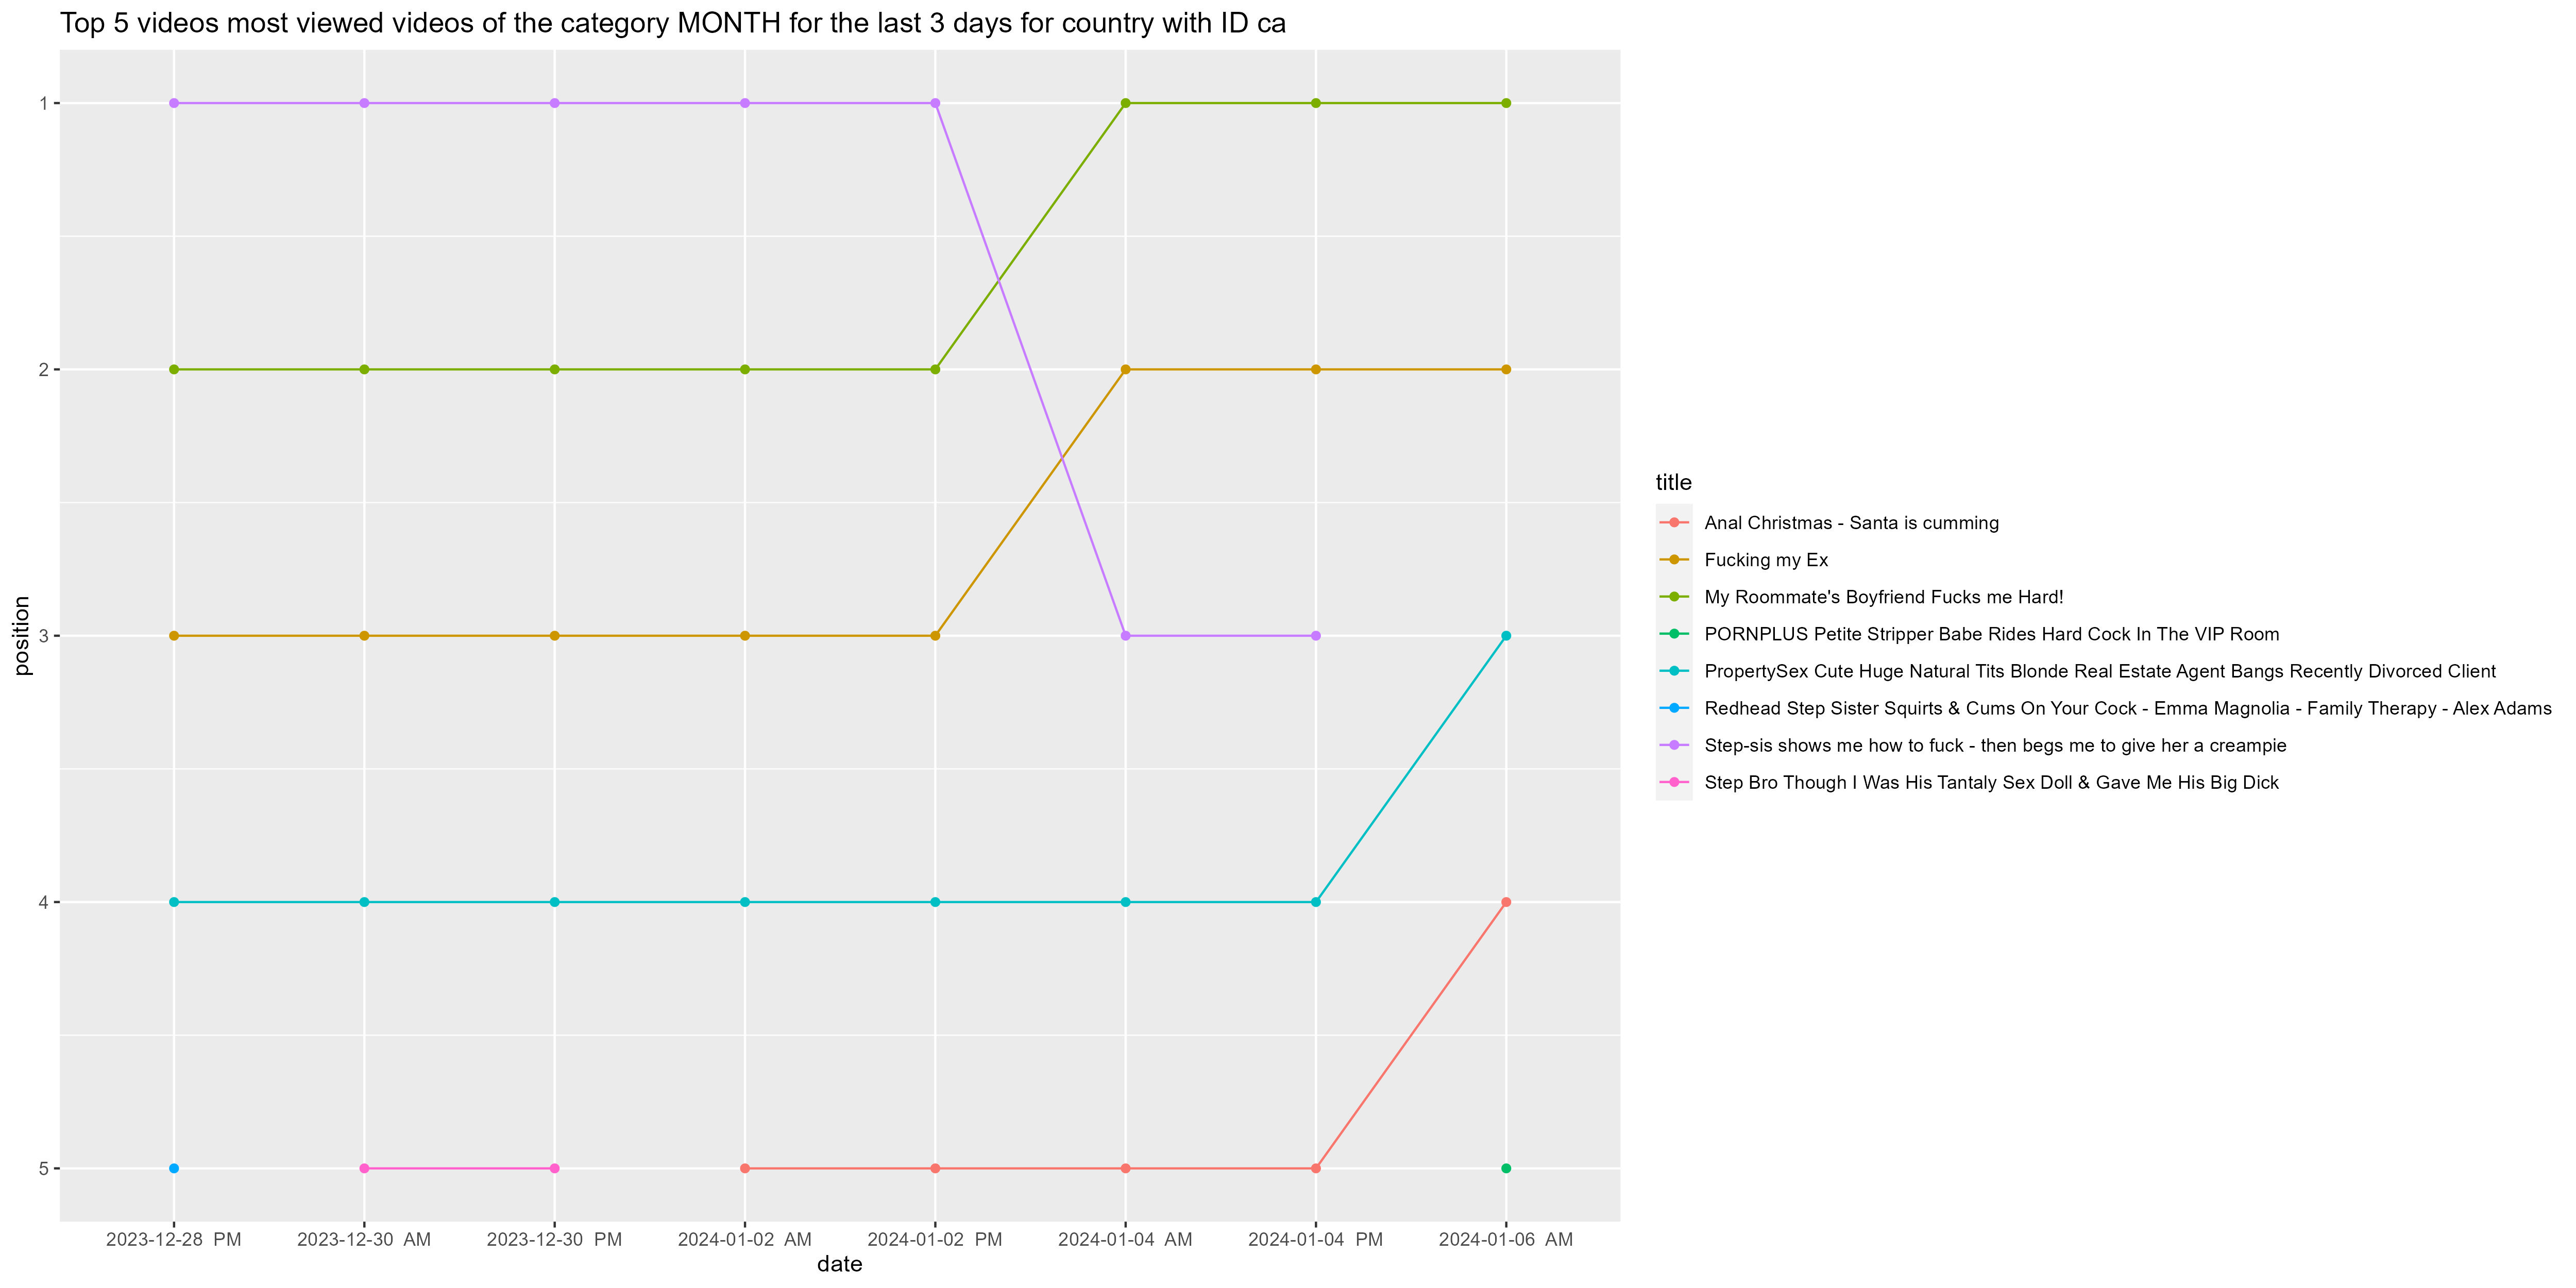 Top 5 videos most viewed videos of the category MONTH for the last 3 days for country with ID ca
position
1
2
3
4
5
2023-12-28 PM
2023-12-30 AM
2023-12-30 PM
2024-01-02 AM
2024-01-02 PM
2024-01-04 AM
2024-01-04 PM
2024-01-06 AM
date
title
Anal Christmas - Santa is cumming
Fucking my Ex
My Roommate's Boyfriend Fucks me Hard!
PORNPLUS Petite Stripper Babe Rides Hard Cock In The VIP Room
PropertySex Cute Huge Natural Tits Blonde Real Estate Agent Bangs Recently Divorced Client
Redhead Step Sister Squirts & Cums On Your Cock - Emma Magnolia - Family Therapy - Alex Adams
Step-sis shows me how to fuck - then begs me to give her a creampie
Step Bro Though I Was His Tantaly Sex Doll & Gave Me His Big Dick